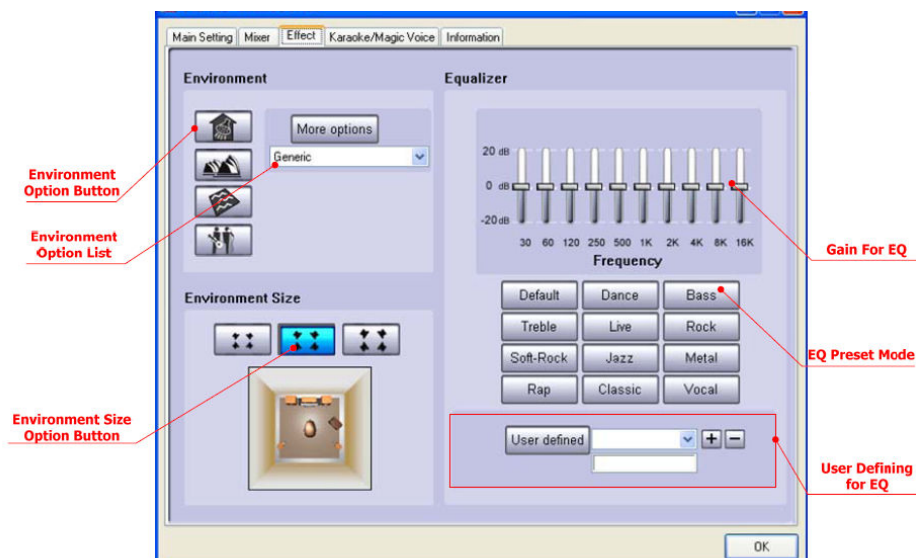 Main Setting Mixer Effect Karaoke/Magic Voice Information
Environment
Equalizer
More options
Generic
Environment
Option Button
Environment
Option List
20 dB
0 dB
-20dB
30 60 120 250 500 1K 2K 4K 8K 16K
Frequency
Gain For EQ
Default Dance Bass
Treble Live Rock
Soft-Rock Jazz Metal
Rap Classic Vocal
EQ Preset Mode
Environment Size
Environment Size
Option Button
User defined
User Defining
for EQ
OK